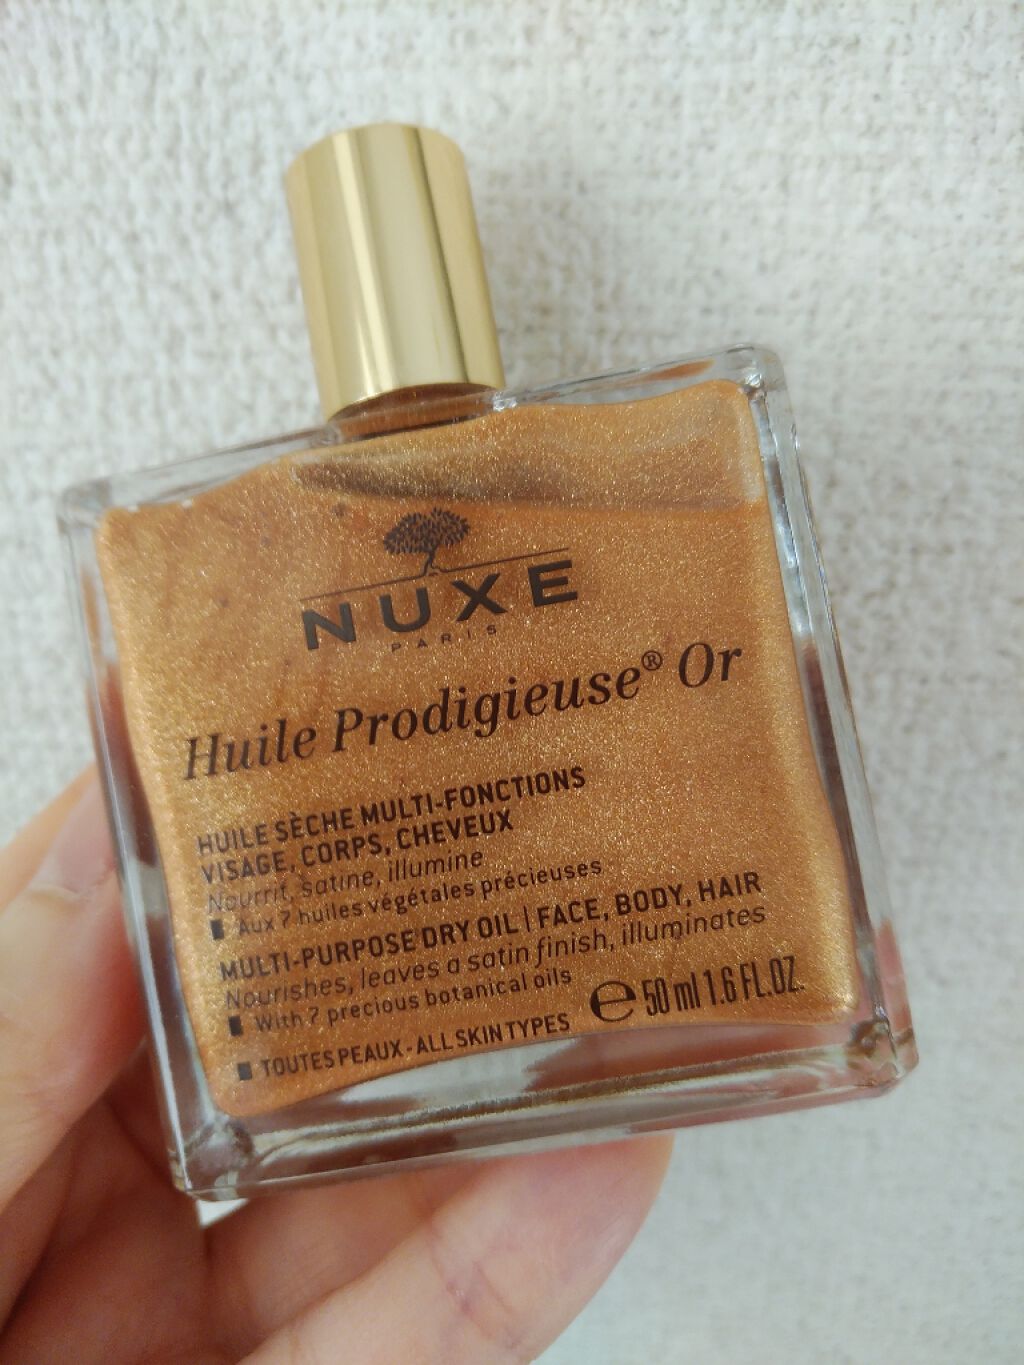 NUXE
PARIS
Huile Prodigieuse® Or
HUILE SÈCHE MULTI-FONCTIONS
VISAGE, CORPS, CHEVEUX
Nourrit, satine, illumine
■ Aux 7 huiles végétales précieuses
MULTI-PURPOSE DRY OIL | FACE, BODY, HAIR
Nourishes, leaves a satin finish, illuminates
■ With 7 precious botanical oils
■ TOUTES PEAUX - ALL SKIN TYPES ℮ 50 ml 1.6 FL.OZ.